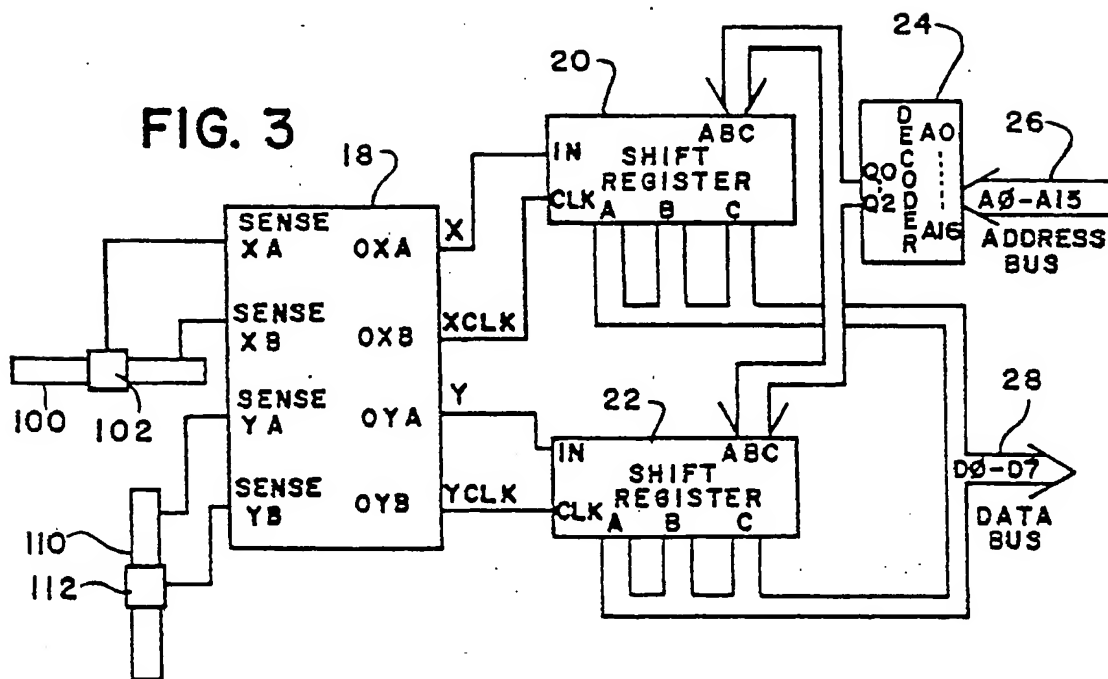 FIG. 3
18
20
24
26
SENSE XA
OXA
X
SENSE XB
OXB
XCLK
SENSE YA
OYA
Y
SENSE YB
OYB
YCLK
100
102
110
112
ABC
IN
SHIFT REGISTER
CLK
A B C
22
ABC
IN
SHIFT REGISTER
CLK
A B C
DECODER
A0
A16
Q0
Q2
AØ-A15
ADDRESS BUS
28
DØ-D7
DATA BUS